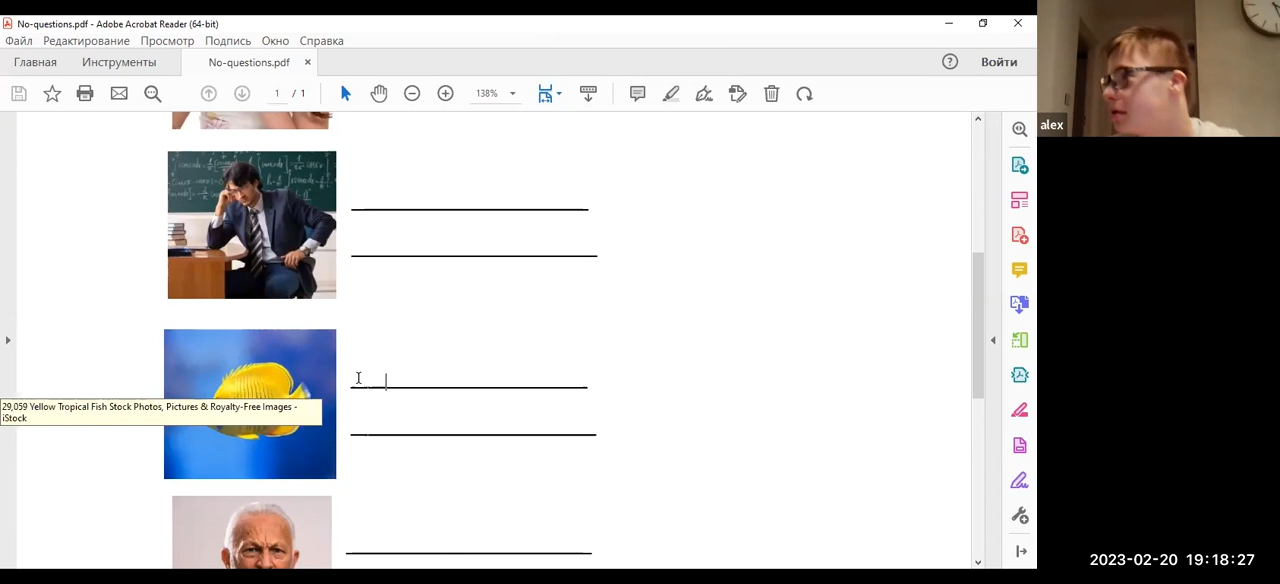 No-questions.pdf - Adobe Acrobat Reader (64-bit)
Файл Редактирование Просмотр Подпись Окно Справка
Главная Инструменты No-questions.pdf × Войти
1 / 1 138%
alex
29,059 Yellow Tropical Fish Stock Photos, Pictures & Royalty-Free Images -
iStock
2023-02-20 19:18:27